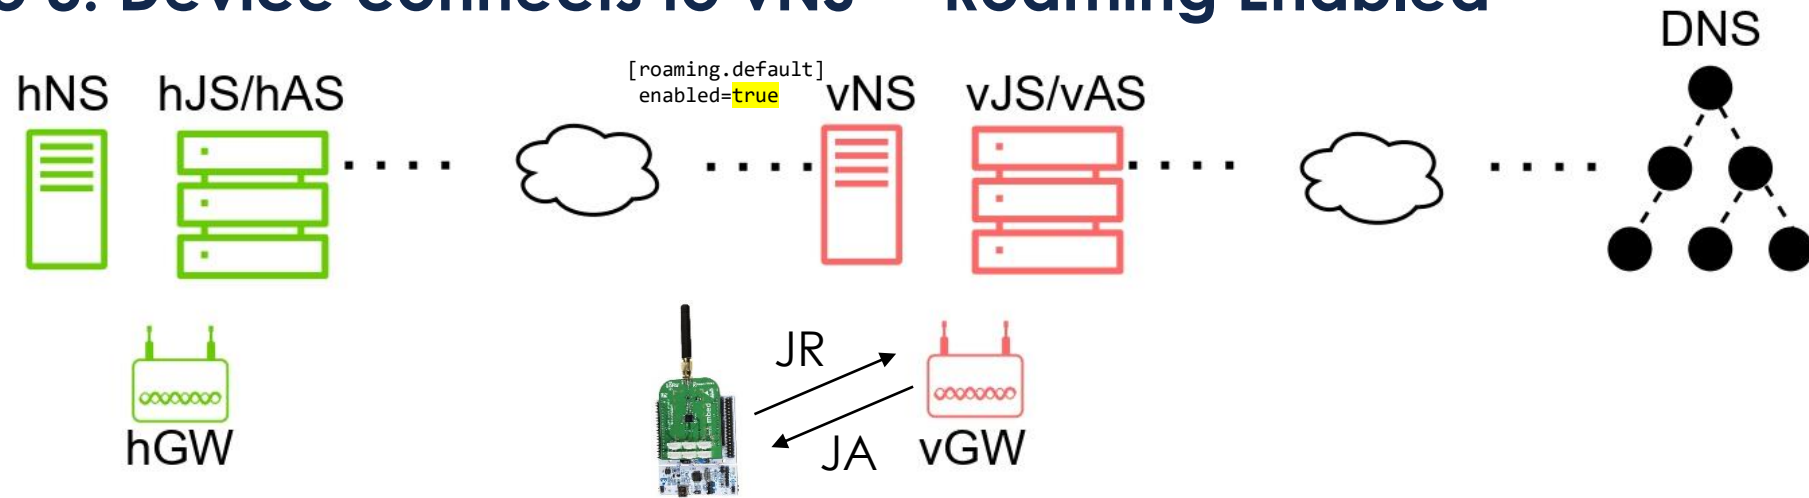 3: Device connects to vNS – Roaming Enabled
DNS
hNS hJS/hAS
[roaming.default]
enabled=true
vNS vJS/vAS
JR
JA
hGW
vGW